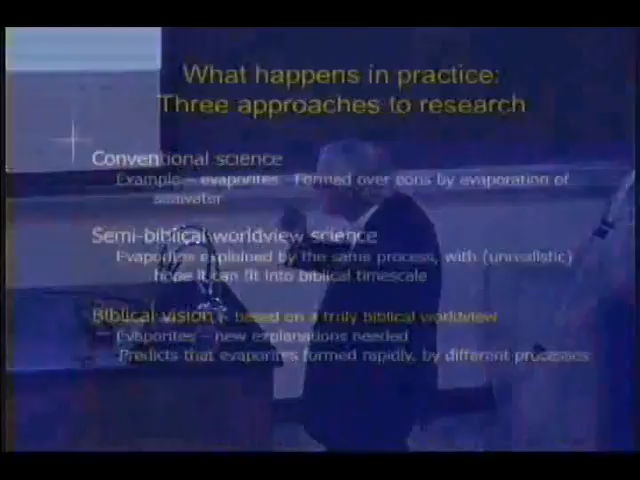 What happens in practice:
Three approaches to research
Conventional science
Example – evaporites - Formed over eons by evaporation of
seawater
Semi-biblical worldview science
Evaporites explained by the same process, with (unrealistic)
hope it can fit into biblical timescale
Biblical vision - based on a truly biblical worldview
Evaporites – new explanations needed
Predicts that evaporites formed rapidly, by different processes